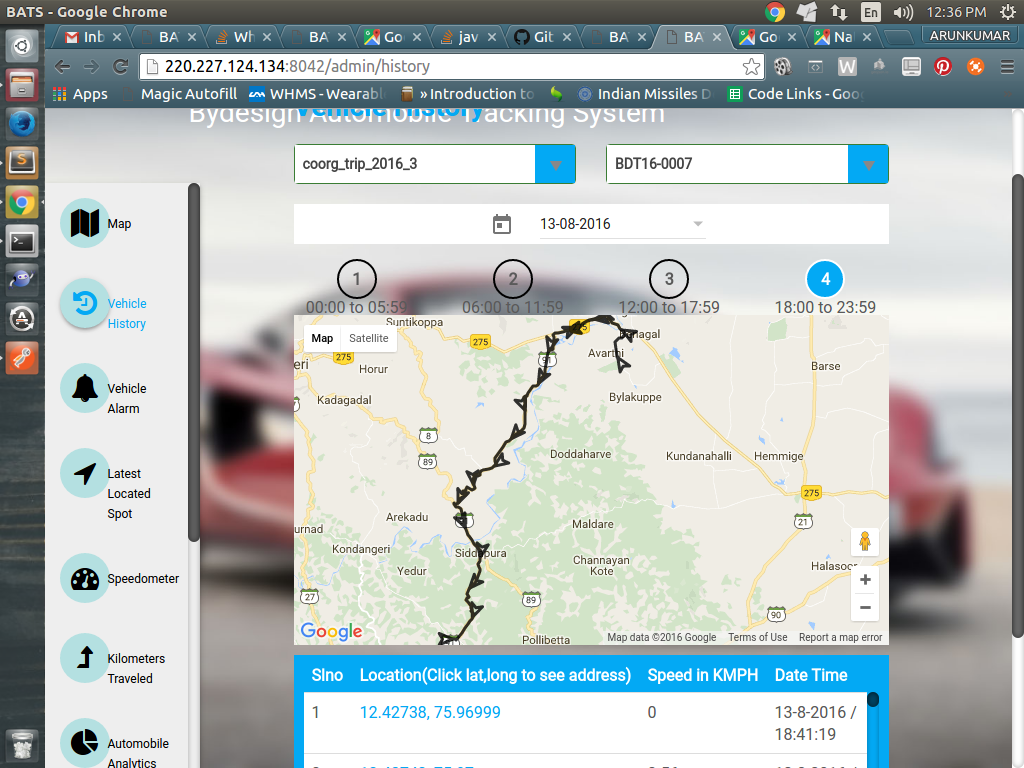 BATS - Google Chrome
En
12:36 PM
Inb
BA
Wh
BA
Go
jav
Git
BA
BA
Go
Na
ARUNKUMAR
220.227.124.134:8042/admin/history
Apps
Magic Autofill
WHMS - Wearabl
» Introduction to
Indian Missiles D
Code Links - Goo
Vehicle History
Bydesign Automobile Tracking System
coorg_trip_2016_3
BDT16-0007
13-08-2016
1
2
3
4
00:00 to 05:59
06:00 to 11:59
12:00 to 17:59
18:00 to 23:59
Map
Vehicle
History
Vehicle
Alarm
Latest
Located
Spot
Speedometer
Kilometers
Traveled
Automobile
Analytics
Map
Satellite
Suntikoppa
275
275
91
Avarthi
Barse
eri
Horur
Kadagadal
Bylakuppe
8
89
Doddaharve
Kundanahalli
Hemmige
275
21
Arekadu
Maldare
urnad
Kondangeri
Siddapura
Channayan
Kote
Halasoor
Yedur
27
89
90
Pollibetta
Google
Map data ©2016 Google
Terms of Use
Report a map error
Slno
Location(Click lat,long to see address)
Speed in KMPH
Date Time
1
12.42738, 75.96999
0
13-8-2016 /
18:41:19